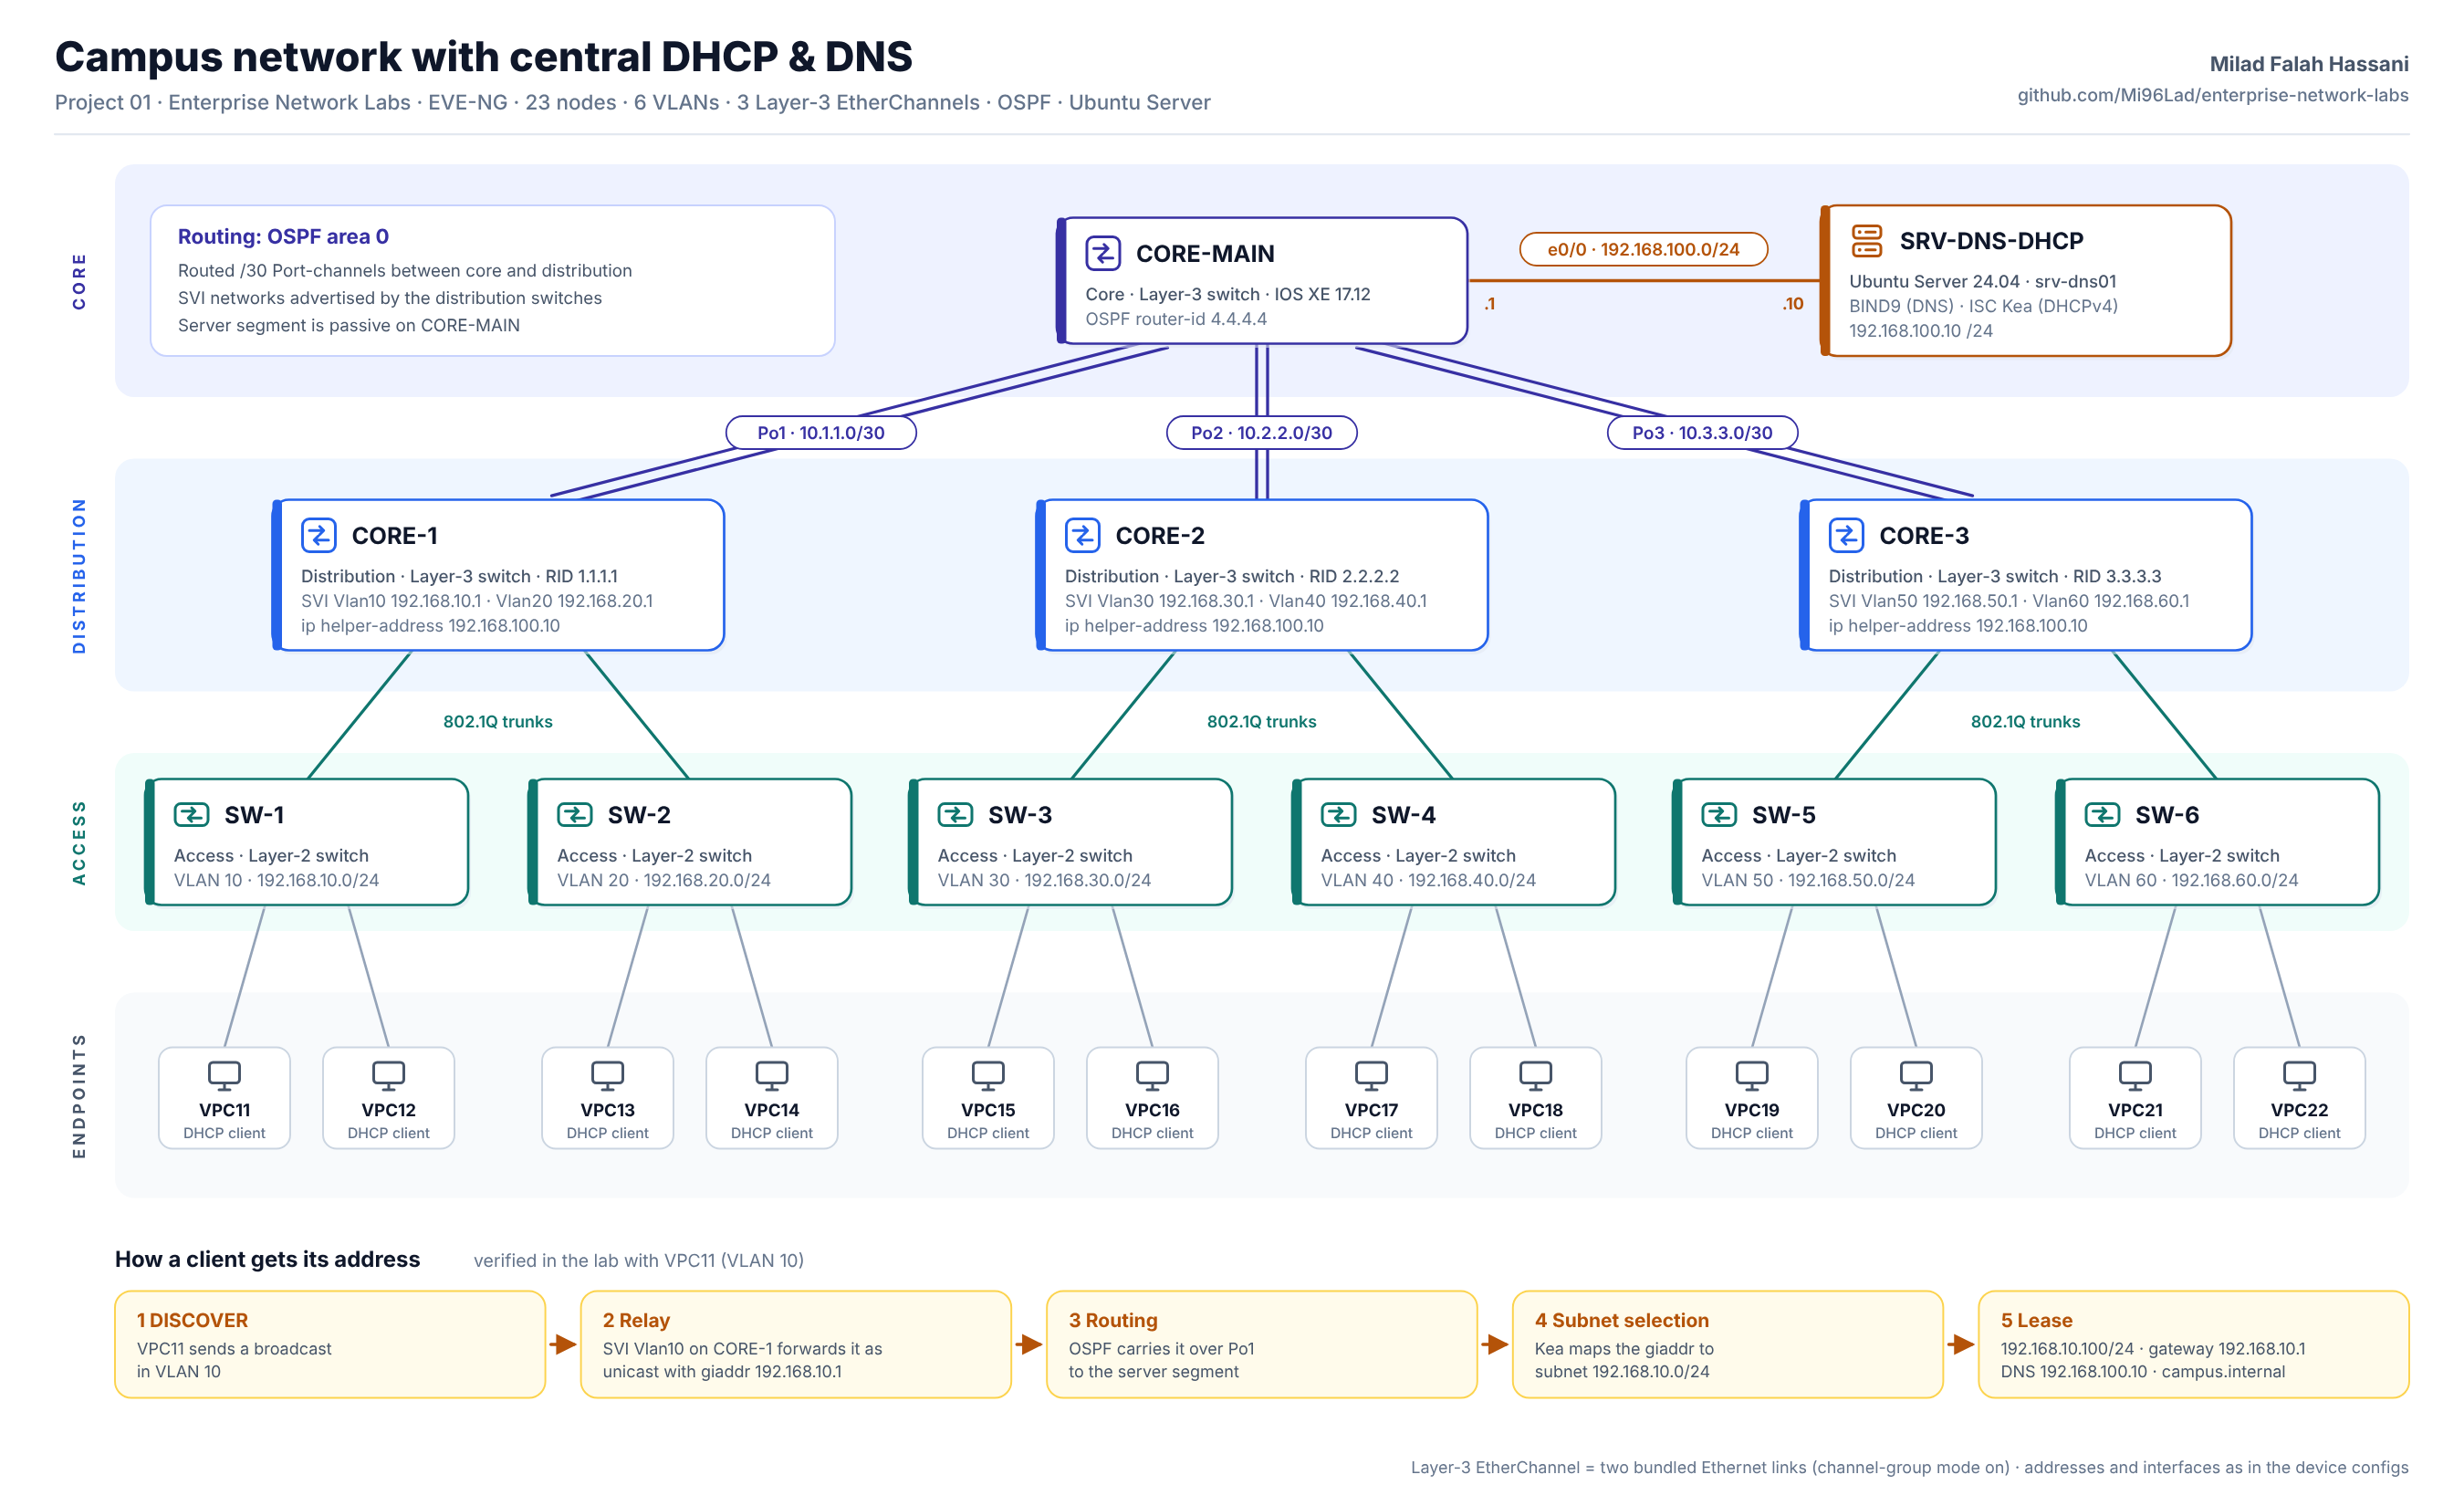 Campus network with central DHCP & DNS
Project 01 · Enterprise Network Labs · EVE-NG · 23 nodes · 6 VLANs · 3 Layer-3 EtherChannels · OSPF · Ubuntu Server
Milad Falah Hassani
github.com/Mi96Lad/enterprise-network-labs
CORE
Routing: OSPF area 0
Routed /30 Port-channels between core and distribution
SVI networks advertised by the distribution switches
Server segment is passive on CORE-MAIN
CORE-MAIN
Core · Layer-3 switch · IOS XE 17.12
OSPF router-id 4.4.4.4
e0/0 · 192.168.100.0/24
.1
.10
SRV-DNS-DHCP
Ubuntu Server 24.04 · srv-dns01
BIND9 (DNS) · ISC Kea (DHCPv4)
192.168.100.10 /24
Po1 · 10.1.1.0/30
Po2 · 10.2.2.0/30
Po3 · 10.3.3.0/30
DISTRIBUTION
CORE-1
Distribution · Layer-3 switch · RID 1.1.1.1
SVI Vlan10 192.168.10.1 · Vlan20 192.168.20.1
ip helper-address 192.168.100.10
CORE-2
Distribution · Layer-3 switch · RID 2.2.2.2
SVI Vlan30 192.168.30.1 · Vlan40 192.168.40.1
ip helper-address 192.168.100.10
CORE-3
Distribution · Layer-3 switch · RID 3.3.3.3
SVI Vlan50 192.168.50.1 · Vlan60 192.168.60.1
ip helper-address 192.168.100.10
802.1Q trunks
802.1Q trunks
802.1Q trunks
ACCESS
SW-1
Access · Layer-2 switch
VLAN 10 · 192.168.10.0/24
SW-2
Access · Layer-2 switch
VLAN 20 · 192.168.20.0/24
SW-3
Access · Layer-2 switch
VLAN 30 · 192.168.30.0/24
SW-4
Access · Layer-2 switch
VLAN 40 · 192.168.40.0/24
SW-5
Access · Layer-2 switch
VLAN 50 · 192.168.50.0/24
SW-6
Access · Layer-2 switch
VLAN 60 · 192.168.60.0/24
ENDPOINTS
VPC11
DHCP client
VPC12
DHCP client
VPC13
DHCP client
VPC14
DHCP client
VPC15
DHCP client
VPC16
DHCP client
VPC17
DHCP client
VPC18
DHCP client
VPC19
DHCP client
VPC20
DHCP client
VPC21
DHCP client
VPC22
DHCP client
How a client gets its address
verified in the lab with VPC11 (VLAN 10)
1 DISCOVER
VPC11 sends a broadcast
in VLAN 10
2 Relay
SVI Vlan10 on CORE-1 forwards it as
unicast with giaddr 192.168.10.1
3 Routing
OSPF carries it over Po1
to the server segment
4 Subnet selection
Kea maps the giaddr to
subnet 192.168.10.0/24
5 Lease
192.168.10.100/24 · gateway 192.168.10.1
DNS 192.168.100.10 · campus.internal
Layer-3 EtherChannel = two bundled Ethernet links (channel-group mode on) · addresses and interfaces as in the device configs